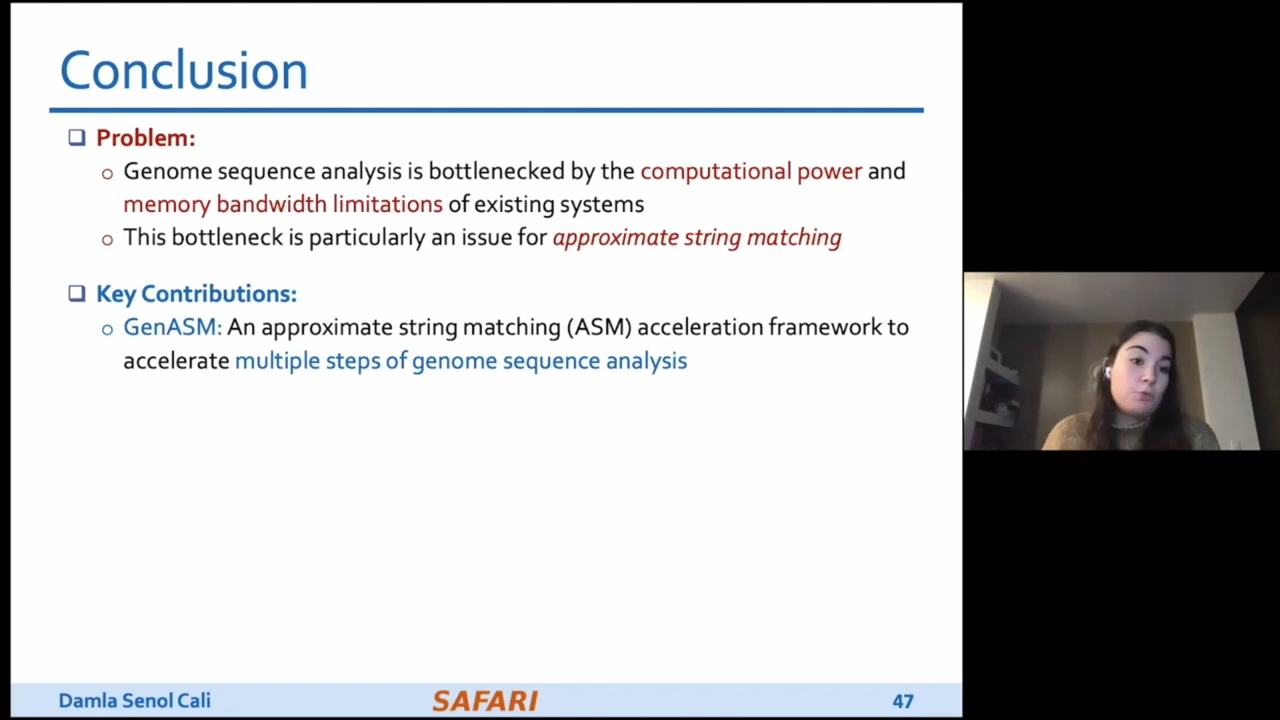 Conclusion
Problem:
Genome sequence analysis is bottlenecked by the computational power and
memory bandwidth limitations of existing systems
This bottleneck is particularly an issue for approximate string matching
Key Contributions:
GenASM: An approximate string matching (ASM) acceleration framework to
accelerate multiple steps of genome sequence analysis
Damla Senol Cali
SAFARI
47